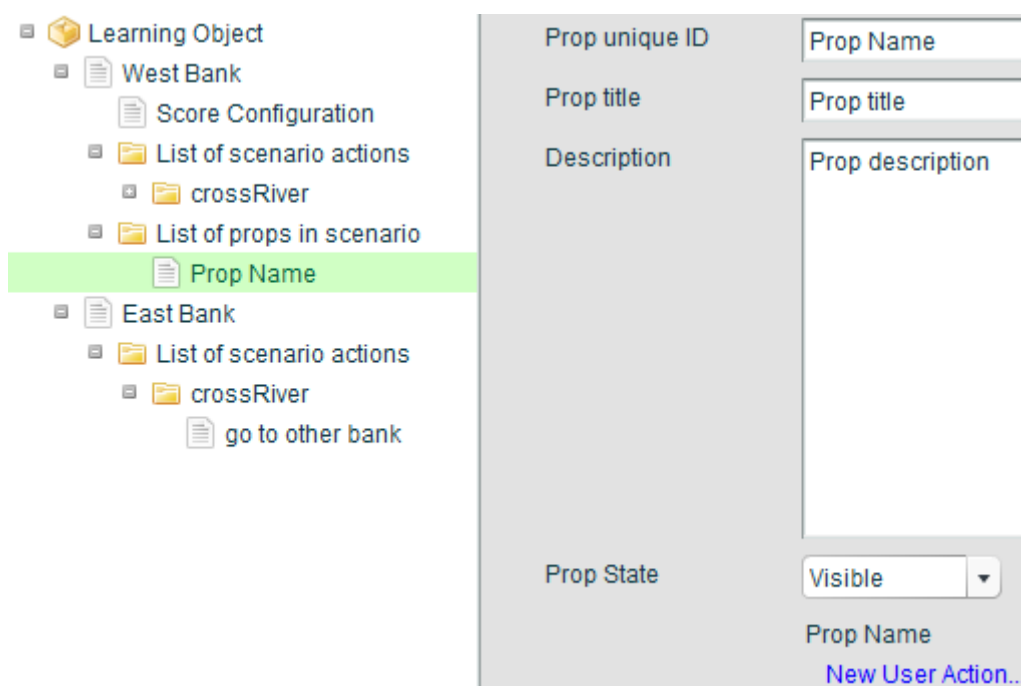 Learning Object
West Bank
Score Configuration
List of scenario actions
crossRiver
List of props in scenario
Prop Name
East Bank
List of scenario actions
crossRiver
go to other bank
Prop unique ID
Prop Name
Prop title
Prop title
Description
Prop description
Prop State
Visible
Prop Name
New User Action..